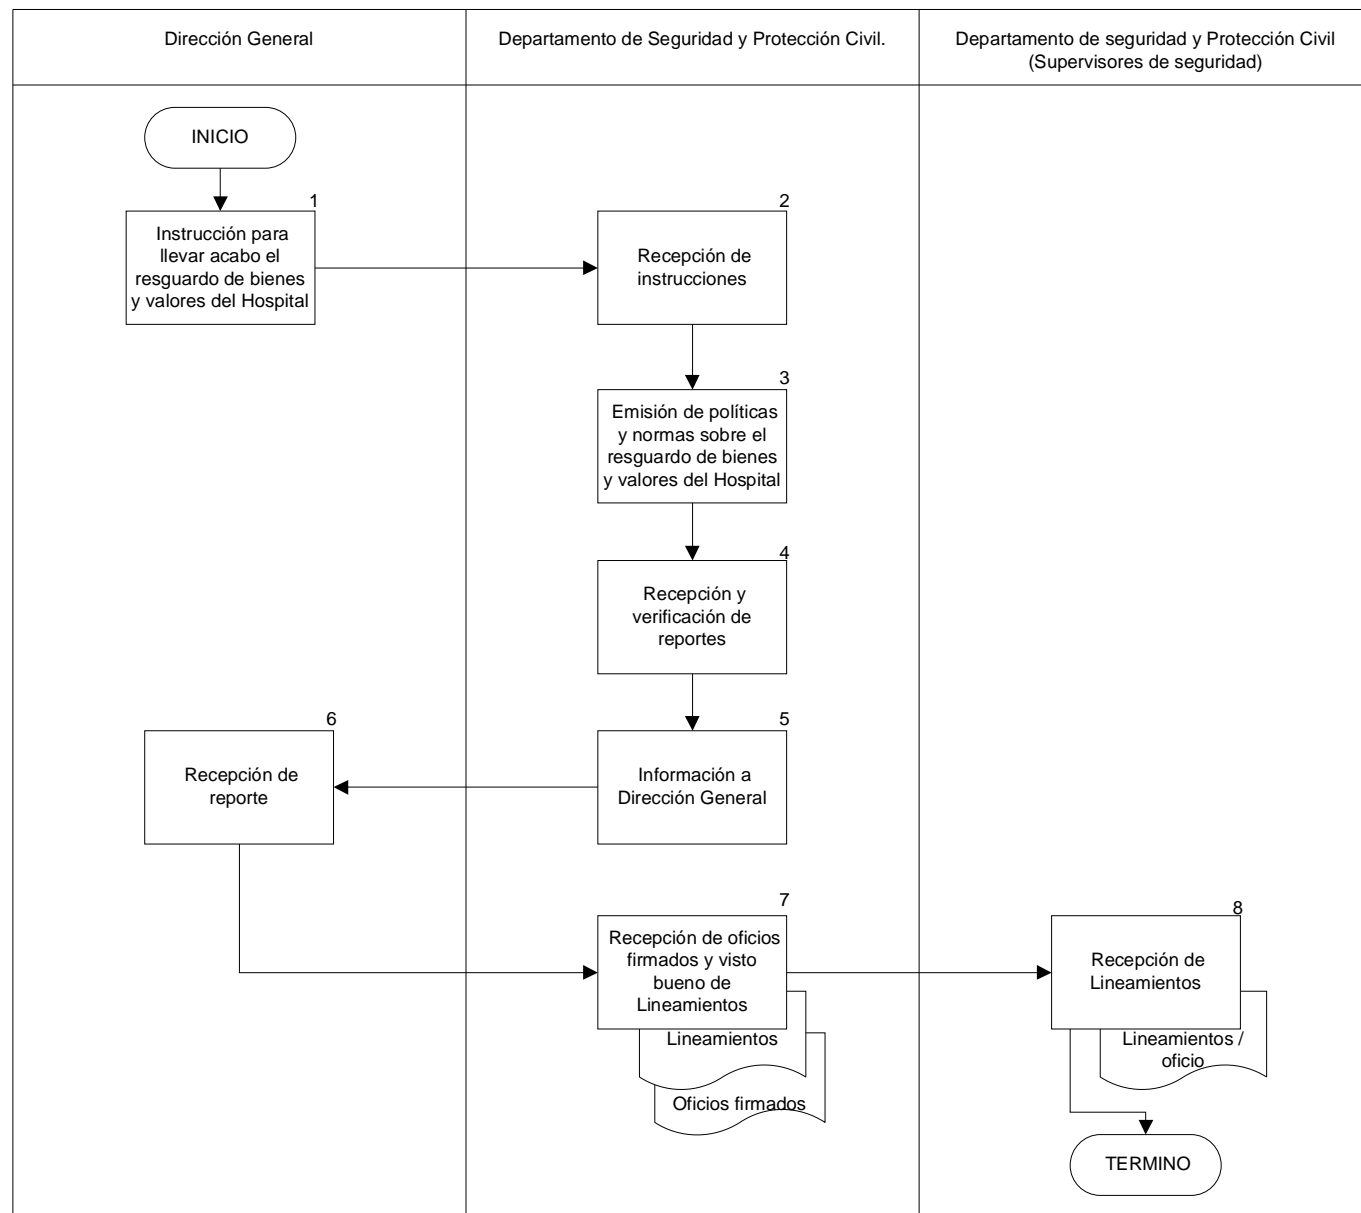 Dirección General
Departamento de Seguridad y Protección Civil.
Departamento de seguridad y Protección Civil
(Supervisores de seguridad)
INICIO
1
Instrucción para
llevar acabo el
resguardo de bienes
y valores del Hospital
2
Recepción de
instrucciones
3
Emisión de políticas
y normas sobre el
resguardo de bienes
y valores del Hospital
4
Recepción y
verificación de
reportes
5
Información a
Dirección General
6
Recepción de
reporte
7
Recepción de oficios
firmados y visto
bueno de
Lineamientos
Lineamientos
Oficios firmados
8
Recepción de
Lineamientos
Lineamientos /
oficio
TERMINO